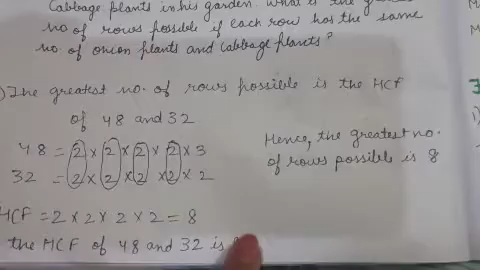 Cabbage plants in his garden. What is the
no of rows possible if each row has the same
no. of onion plants and Cabbage plants?
The greatest no. of rows possible is the HCF
of 48 and 32
48 = 2 × 2 × 2 × 2 × 3
32 = 2 × 2 × 2 × 2 × 2
HCF = 2 × 2 × 2 × 2 = 8
the HCF of 48 and 32 is
Hence, the greatest no.
of rows possible is 8